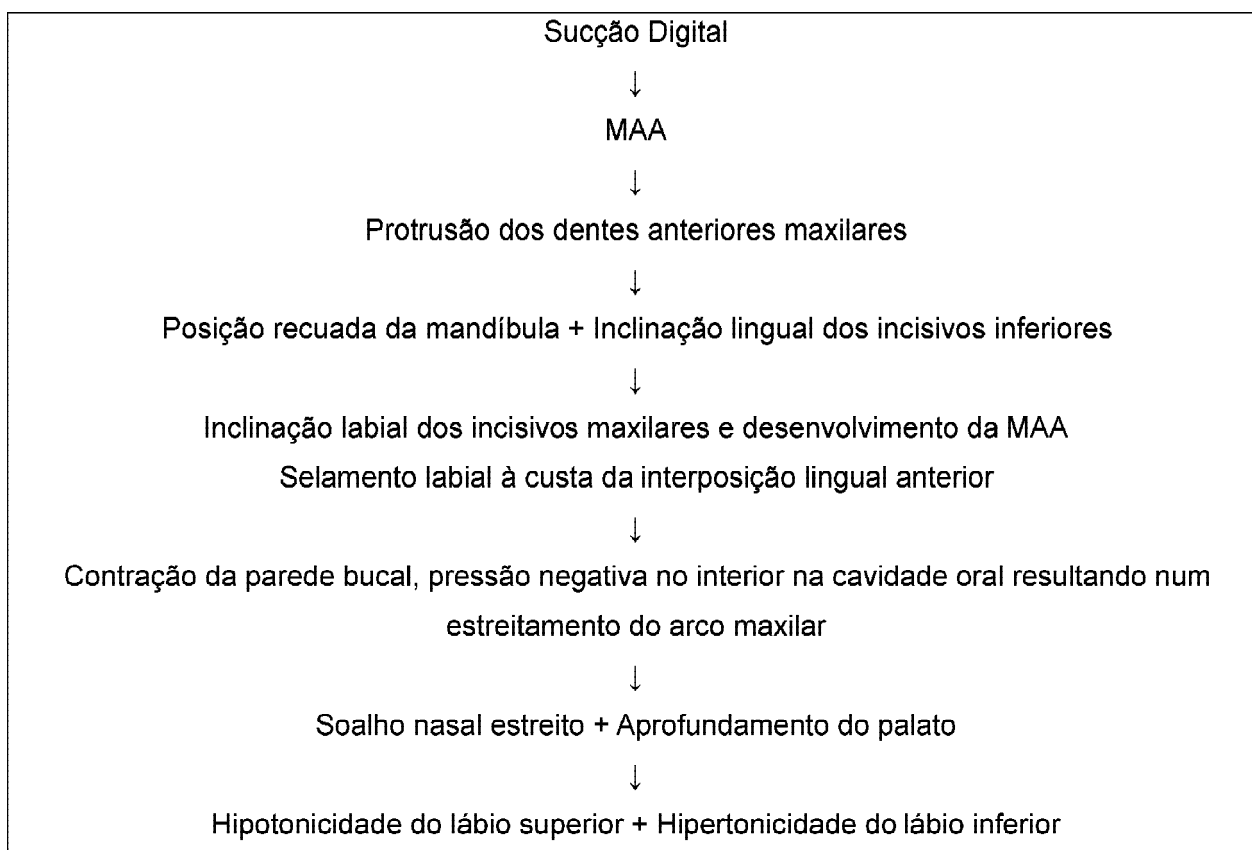 Sucção Digital
↓
MAA
↓
Protrusão dos dentes anteriores maxilares
↓
Posição recuada da mandíbula + Inclinação lingual dos incisivos inferiores
↓
Inclinação labial dos incisivos maxilares e desenvolvimento da MAA
Selamento labial à custa da interposição lingual anterior
↓
Contração da parede bucal, pressão negativa no interior na cavidade oral resultando num
estreitamento do arco maxilar
↓
Soalho nasal estreito + Aprofundamento do palato
↓
Hipotonicidade do lábio superior + Hipertonicidade do lábio inferior